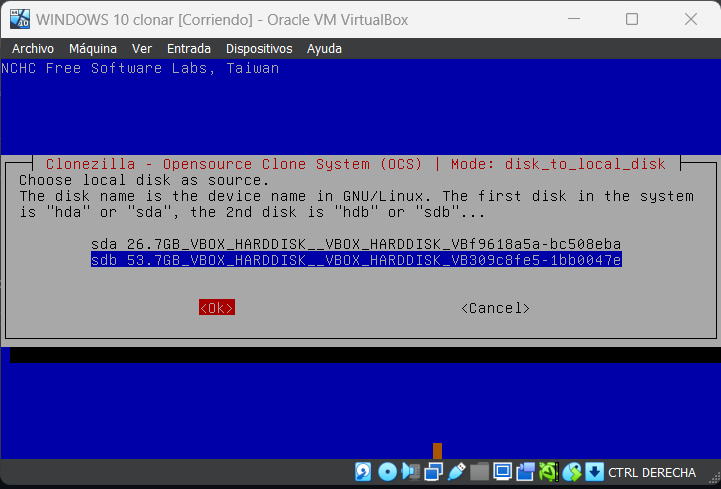 WINDOWS 10 clonar [Corriendo] - Oracle VM VirtualBox
Archivo Máquina Ver Entrada Dispositivos Ayuda
NCHC Free Software Labs, Taiwan
Clonezilla - Opensource Clone System (OCS) | Mode: disk_to_local_disk
Choose local disk as source.
The disk name is the device name in GNU/Linux. The first disk in the system
is "hda" or "sda", the 2nd disk is "hdb" or "sdb"...
sda 26.7GB_VBOX_HARDDISK__VBOX_HARDDISK_VBf9618a5a-bc508eba
sdb 53.7GB_VBOX_HARDDISK__VBOX_HARDDISK_VB309c8fe5-1bb0047e
<Ok> <Cancel>
CTRL DERECHA